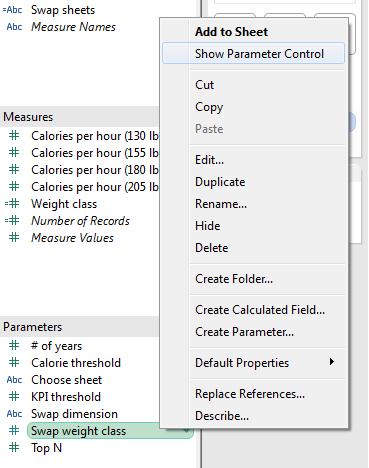 =Abc Swap sheets
Abc Measure Names
Measures
# Calories per hour (130 lb
# Calories per hour (155 lb
# Calories per hour (180 lb
# Calories per hour (205 lb
=# Weight class
=# Number of Records
# Measure Values
Parameters
# # of years
# Calorie threshold
Abc Choose sheet
# KPI threshold
Abc Swap dimension
# Swap weight class
# Top N
Add to Sheet
Show Parameter Control
Cut
Copy
Paste
Edit...
Duplicate
Rename...
Hide
Delete
Create Folder...
Create Calculated Field...
Create Parameter...
Default Properties
Replace References...
Describe...